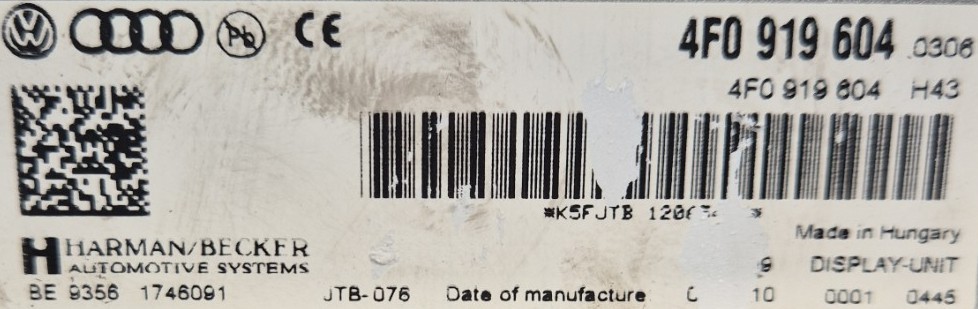 CE 4F0 919 604 0306
4F0 919 604 H43
*K5FJTB
Made in Hungary
HARMAN/BECKER
AUTOMOTIVE SYSTEMS
9 DISPLAY-UNIT
BE 9356 1746091 JTB-076 Date of manufacture 10 0001 0445